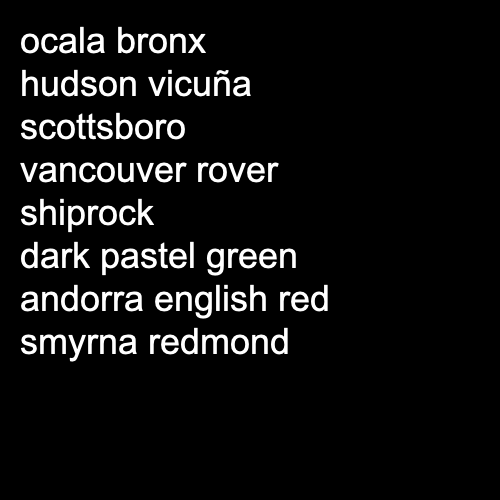 ocala bronx
hudson vicuña
scottsboro
vancouver rover
shiprock
dark pastel green
andorra english red
smyrna redmond